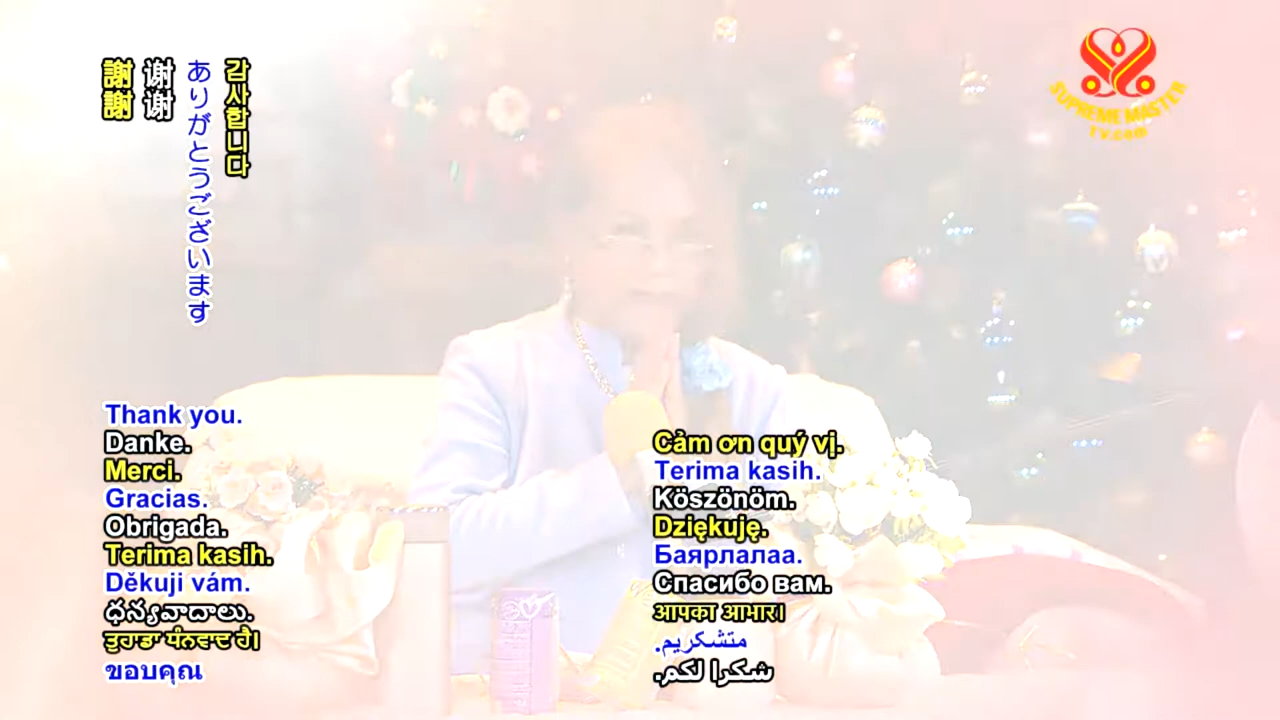 謝謝
谢谢
ありがとうございます
감사합니다
SUPREME MASTER
TV.com
Thank you.
Danke.
Merci.
Gracias.
Obrigada.
Terima kasih.
Děkuji vám.
ధన్యవాదాలు.
ਤੁਹਾਡਾ ਧੰਨਵਾਦ ਹੈ।
ขอบคุณ
Cảm ơn quý vị.
Terima kasih.
Köszönöm.
Dziękuję.
Баярлалаа.
Спасибо вам.
आपका आभार।
متشکریم.
شكرا لكم.